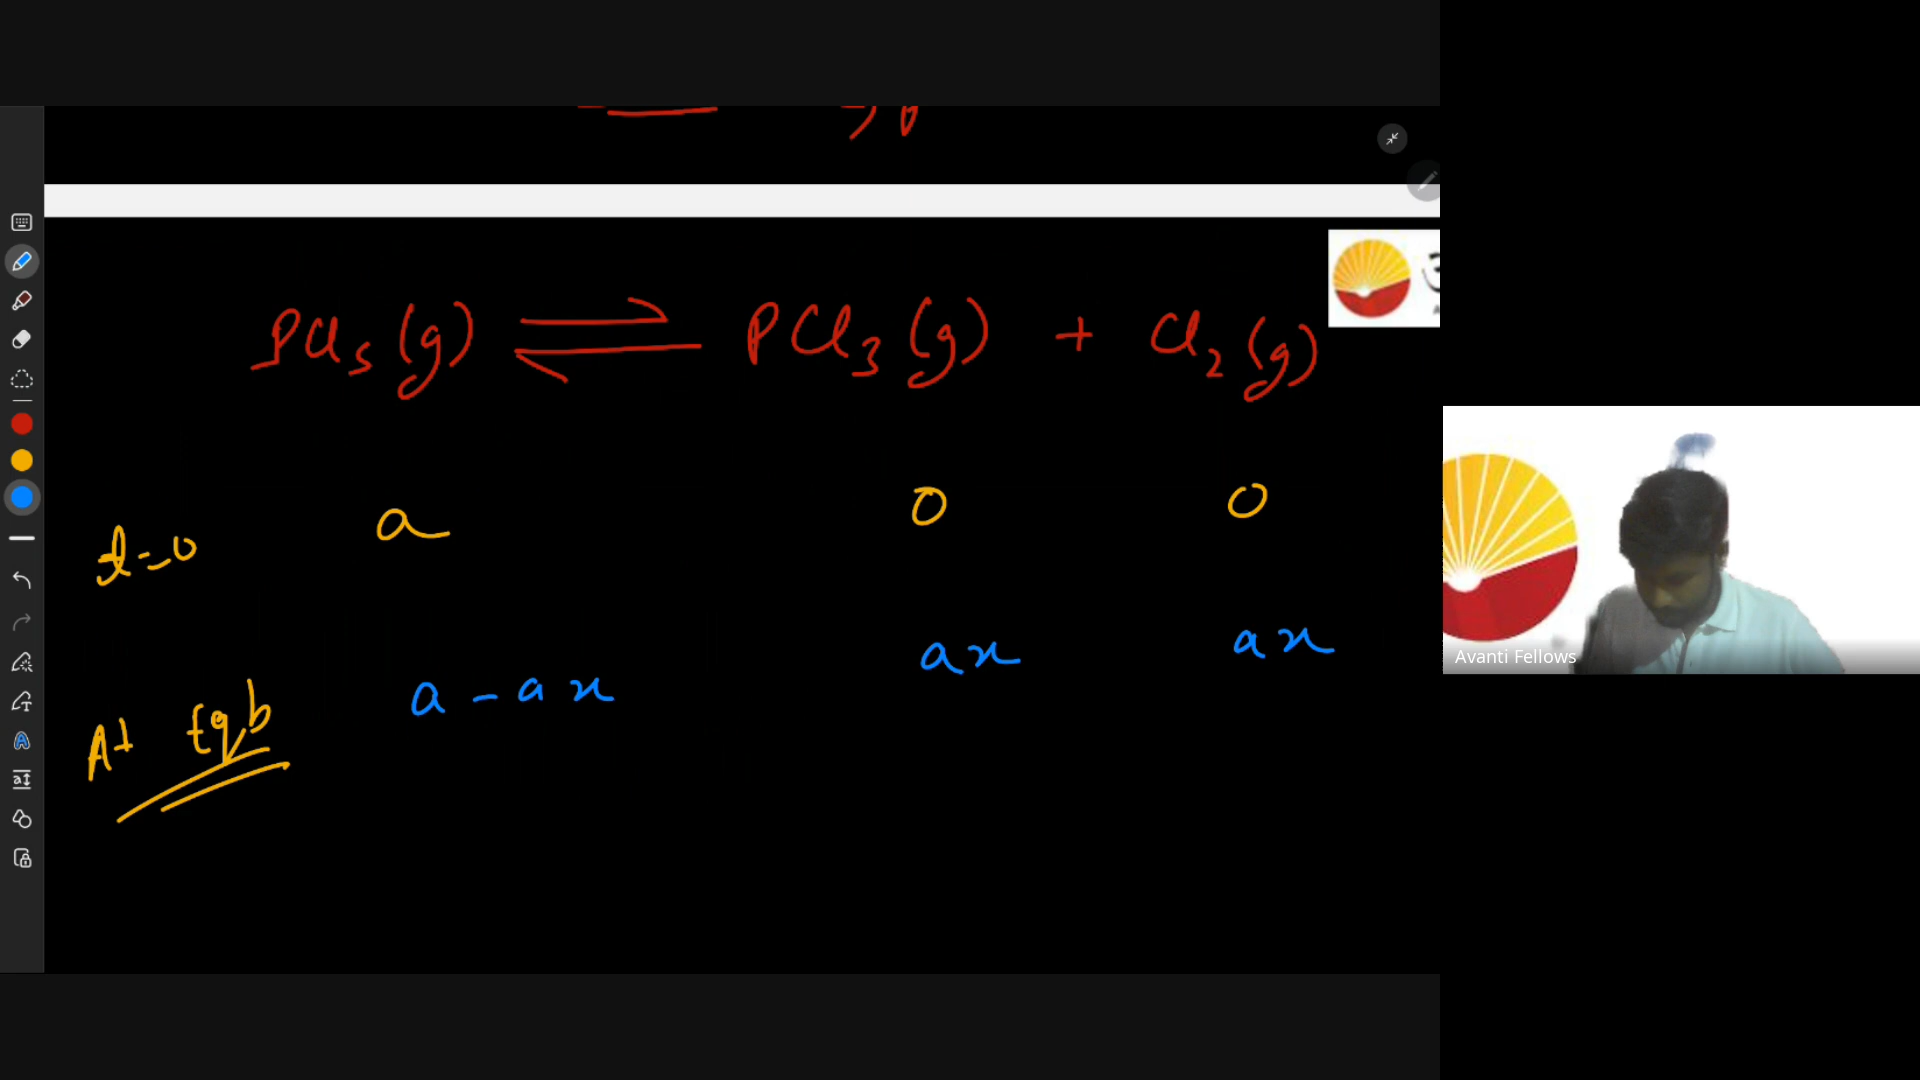 PCl5(g) ⇌ PCl3(g) + Cl2(g)
t=0 a 0 0
At Eqb a - ax ax ax
Avanti Fellows